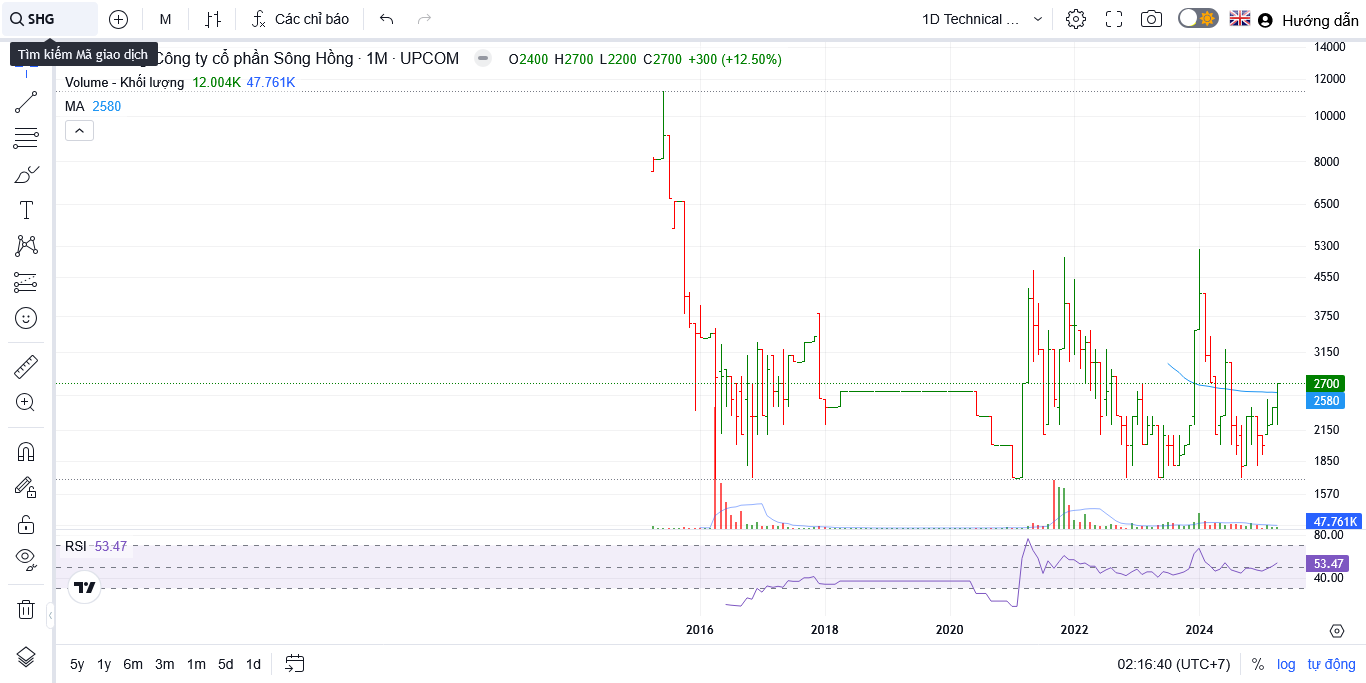 SHG M Các chỉ báo 1D Technical ... Hướng dẫn
Tìm kiếm Mã giao dịch
g Công ty cổ phần Sông Hồng · 1M · UPCOM O2400 H2700 L2200 C2700 +300 (+12.50%)
Volume - Khối lượng 12.004K 47.761K
MA 2580
14000
12000
10000
8000
6500
5300
4550
3750
3150
2700
2580
2150
1850
1570
47.761K
80.00
RSI 53.47
53.47
40.00
2016 2018 2020 2022 2024
5y 1y 6m 3m 1m 5d 1d 02:16:40 (UTC+7) % log tự động